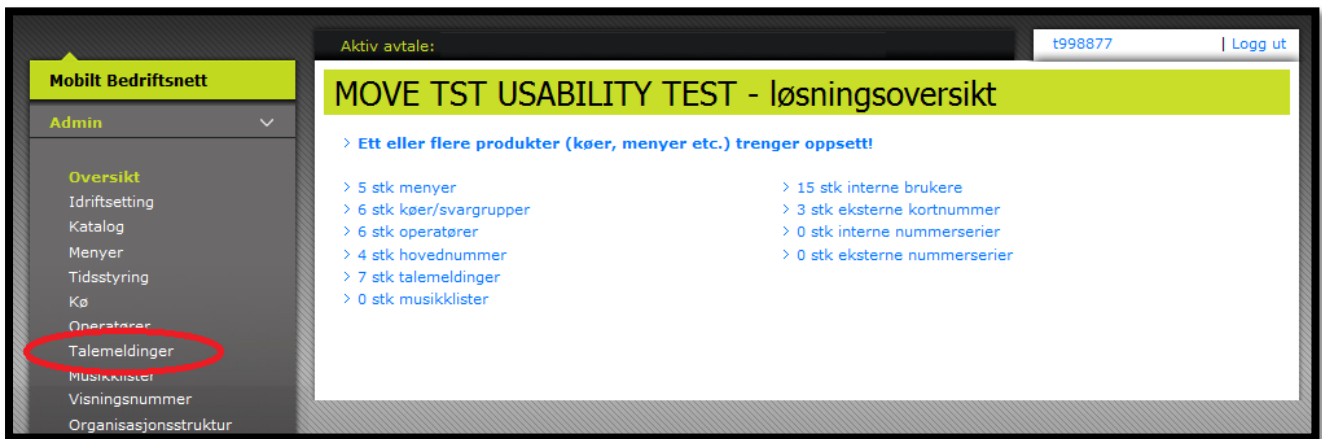 Aktiv avtale:
t998877 | Logg ut
Mobilt Bedriftsnett
Admin
Oversikt
Idriftsetting
Katalog
Menyer
Tidsstyring
Kø
Operatører
Talemeldinger
Musikklister
Visningsnummer
Organisasjonsstruktur
MOVE TST USABILITY TEST - løsningsoversikt
> Ett eller flere produkter (køer, menyer etc.) trenger oppsett!
> 5 stk menyer
> 6 stk køer/svargrupper
> 6 stk operatører
> 4 stk hovednummer
> 7 stk talemeldinger
> 0 stk musikklister
> 15 stk interne brukere
> 3 stk eksterne kortnummer
> 0 stk interne nummerserier
> 0 stk eksterne nummerserier